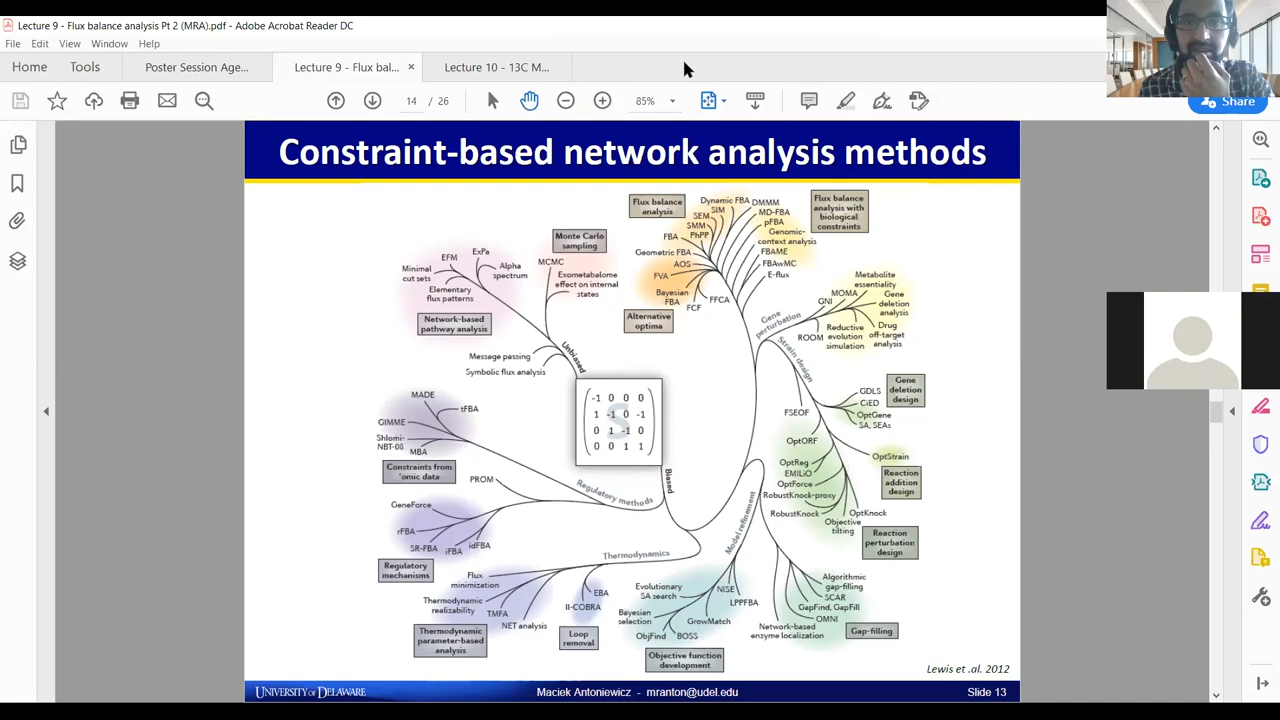 Lecture 9 - Flux balance analysis Pt 2 (MRA).pdf - Adobe Acrobat Reader DC
File Edit View Window Help
Home Tools Poster Session Age... Lecture 9 - Flux bal... × Lecture 10 - 13C M...
14 / 26 85% Share
Constraint-based network analysis methods
Flux balance
analysis
Dynamic FBA
SIM
SEM
SMM
PhPP
FBA
Geometric FBA
AOS
FVA
Bayesian
FBA
FCF
FFCA
Alternative
optima
DMMM
MD-FBA
pFBA
Genomic-
context analysis
FBAME
FBAwMC
E-flux
Flux balance
analysis with
biological
constraints
Monte Carlo
sampling
MCMC
Exometabalome
effect on internal
states
ExPa
EFM
Alpha
spectrum
Minimal
cut sets
Elementary
flux patterns
Network-based
pathway analysis
Message passing
Symbolic flux analysis
Unbiased
Gene
perturbation
Metabolite
essentiality
MOMA
GNI
Gene
deletion
analysis
ROOM
Reductive
evolution
simulation
Drug
off-target
analysis
Strain design
GDLS
CiED
OptGene
SA, SEAs
Gene
deletion
design
FSEOF
OptORF
OptStrain
Reaction
addition
design
OptReg
EMILiO
OptForce
RobustKnock-proxy
RobustKnock
OptKnock
Objective
tilting
Reaction
perturbation
design
-1 0 0 0
1 -1 0 -1
0 1 -1 0
0 0 1 1
S
Biased
MADE
tFBA
GIMME
Shlomi-
NBT-08
MBA
Constraints from
'omic data
PROM
Regulatory methods
GeneForce
rFBA
SR-FBA
iFBA
idFBA
Regulatory
mechanisms
Thermodynamics
Flux
minimization
Thermodynamic
realizability
TMFA
NET analysis
Thermodynamic
parameter-based
analysis
EBA
II-COBRA
Loop
removal
Model refinement
Evolutionary
SA search
NISE
LPPFBA
Bayesian
selection
GrowMatch
ObjFind
BOSS
Objective function
development
Algorithmic
gap-filling
SCAR
GapFind, GapFill
OMNI
Network-based
enzyme localization
Gap-filling
Lewis et .al. 2012
UNIVERSITY OF DELAWARE Maciek Antoniewicz - mranton@udel.edu Slide 13